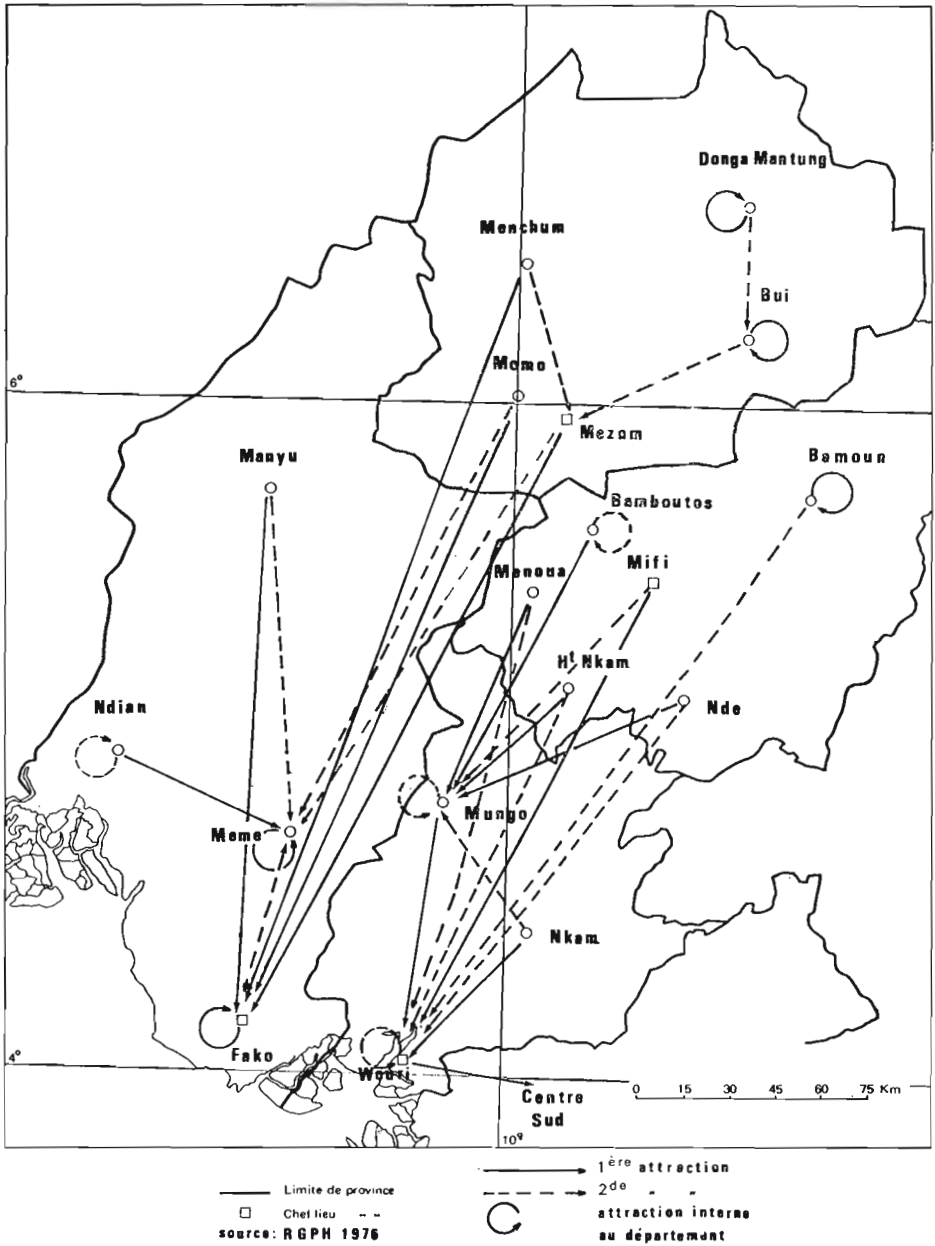 Donga Mantung
Menchum
Bui
Momo
6°
Mezam
Manyu
Bamoun
Bamboutos
Mifi
Menoua
Hᵗ Nkam
Ndian
Nde
Mungo
Meme
Nkam
Fako
4°
Wouri
Centre
Sud
0 15 30 45 60 75 Km
10°
1ère attraction
Limite de province
2de " "
Chef lieu " "
attraction interne
source: RGPH 1976
au département